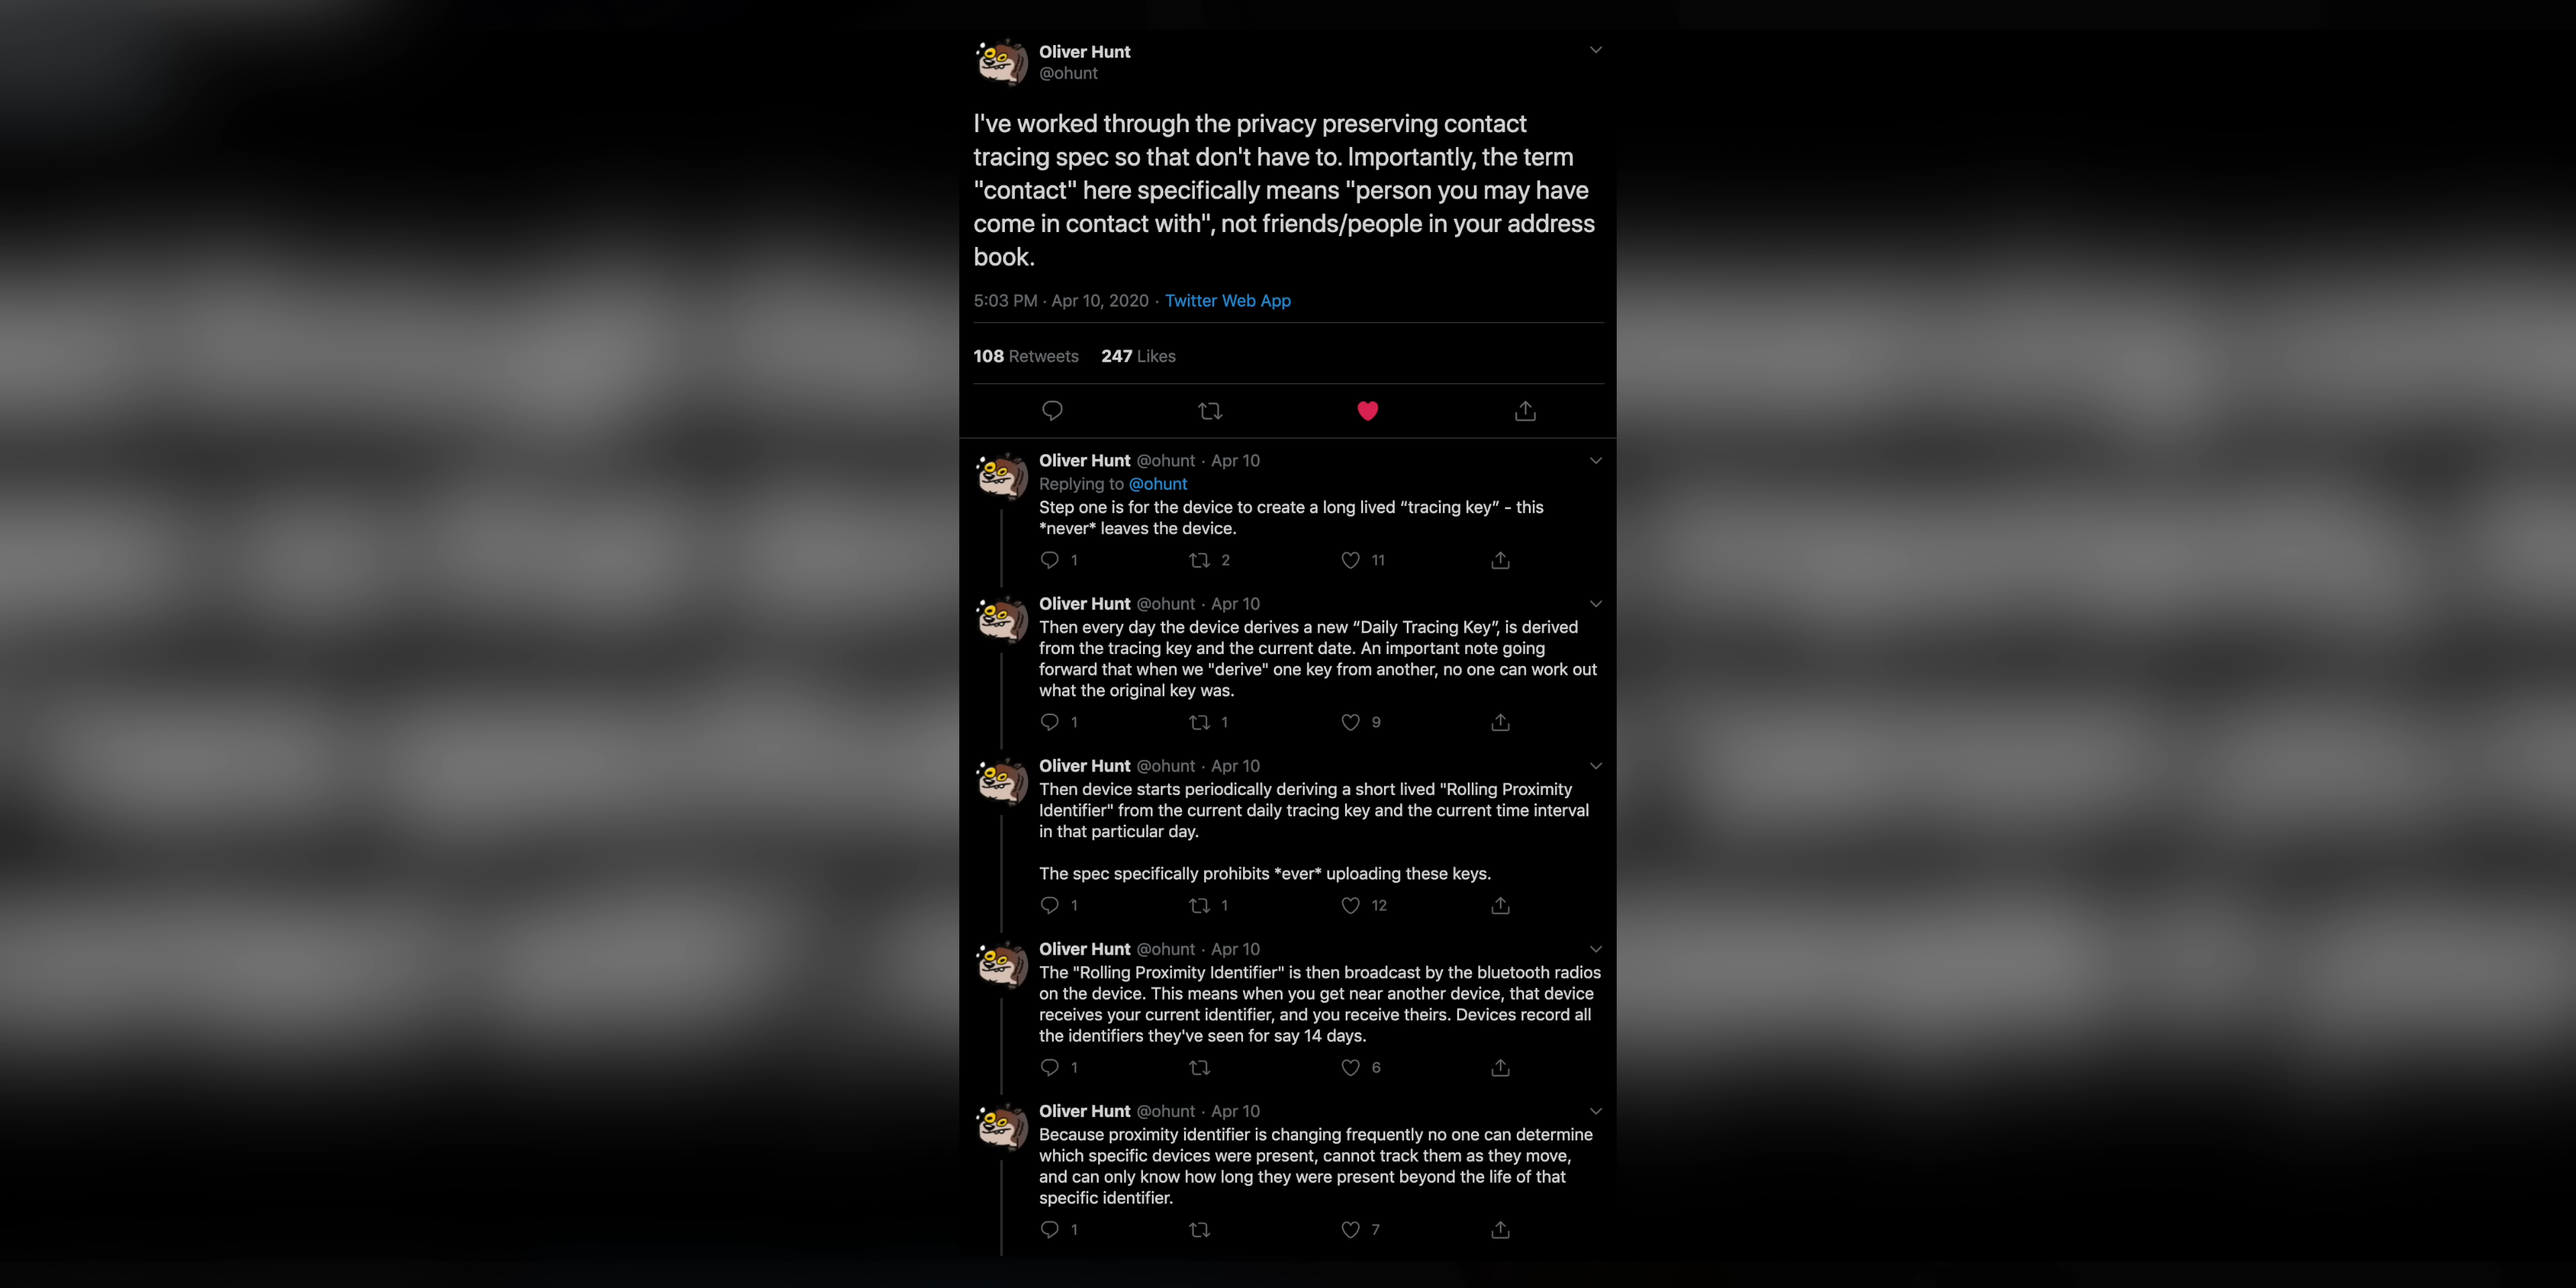 Oliver Hunt
@ohunt
I've worked through the privacy preserving contact
tracing spec so that don't have to. Importantly, the term
"contact" here specifically means "person you may have
come in contact with", not friends/people in your address
book.
5:03 PM · Apr 10, 2020 · Twitter Web App
108 Retweets 247 Likes
Oliver Hunt @ohunt · Apr 10
Replying to @ohunt
Step one is for the device to create a long lived “tracing key” - this
*never* leaves the device.
1 2 11
Oliver Hunt @ohunt · Apr 10
Then every day the device derives a new “Daily Tracing Key”, is derived
from the tracing key and the current date. An important note going
forward that when we "derive" one key from another, no one can work out
what the original key was.
1 1 9
Oliver Hunt @ohunt · Apr 10
Then device starts periodically deriving a short lived "Rolling Proximity
Identifier" from the current daily tracing key and the current time interval
in that particular day.
The spec specifically prohibits *ever* uploading these keys.
1 1 12
Oliver Hunt @ohunt · Apr 10
The "Rolling Proximity Identifier" is then broadcast by the bluetooth radios
on the device. This means when you get near another device, that device
receives your current identifier, and you receive theirs. Devices record all
the identifiers they've seen for say 14 days.
1 6
Oliver Hunt @ohunt · Apr 10
Because proximity identifier is changing frequently no one can determine
which specific devices were present, cannot track them as they move,
and can only know how long they were present beyond the life of that
specific identifier.
1 7